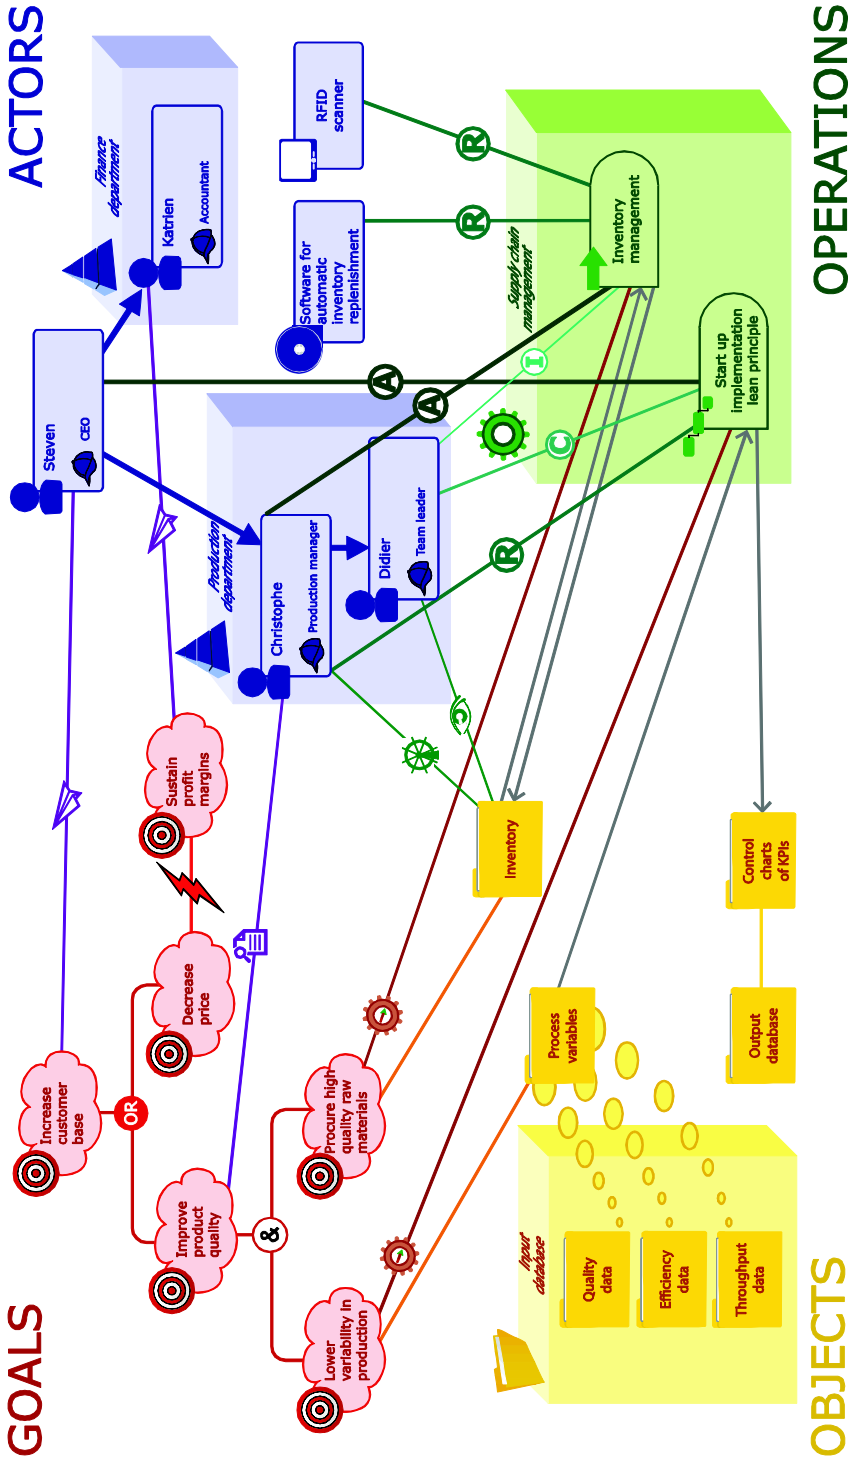 GOALS
ACTORS
Increase
customer
base
OR
Improve
product
quality
Decrease
price
Sustain
profit
margins
&
Lower
variability in
production
Procure high
quality raw
materials
Steven
CEO
Finance
department
Katrien
Accountant
Production
department
Christophe
Production manager
Didier
Team leader
Software for
automatic
inventory
replenishment
RFID
scanner
A
A
R
R
R
C
I
C
Input
database
Quality
data
Efficiency
data
Throughput
data
Process
variables
Inventory
Output
database
Control
charts
of KPIs
Supply chain
management
Inventory
management
Start up
implementation
lean principle
OBJECTS
OPERATIONS